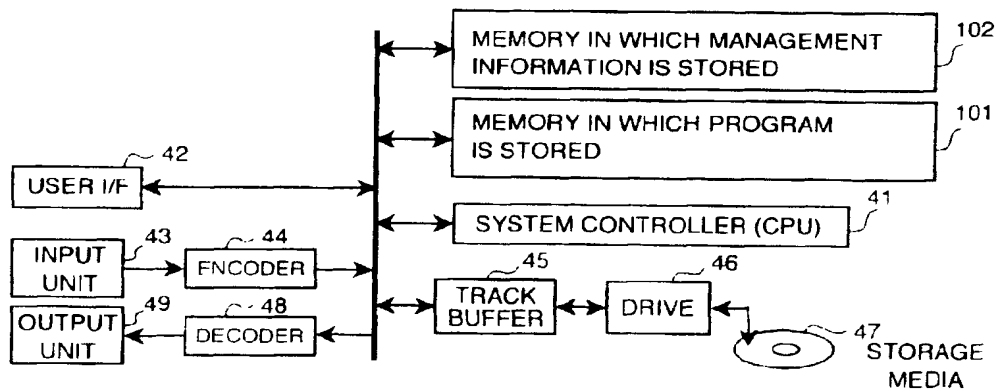 102
MEMORY IN WHICH MANAGEMENT
INFORMATION IS STORED
101
MEMORY IN WHICH PROGRAM
IS STORED
42
USER I/F
41
SYSTEM CONTROLLER (CPU)
43
INPUT
UNIT
44
ENCODER
45
TRACK
BUFFER
46
DRIVE
49
OUTPUT
UNIT
48
DECODER
47
STORAGE
MEDIA